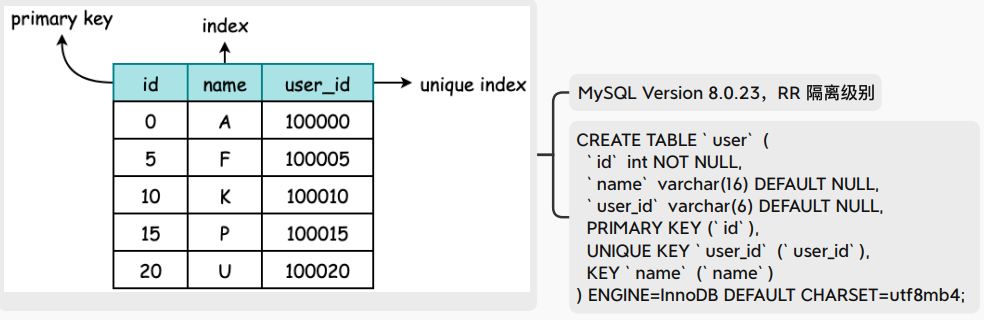 primary key
index
id name user_id
unique index
0 A 100000
5 F 100005
10 K 100010
15 P 100015
20 U 100020
MySQL Version 8.0.23，RR 隔离级别
CREATE TABLE `user` (
`id` int NOT NULL,
`name` varchar(16) DEFAULT NULL,
`user_id` varchar(6) DEFAULT NULL,
PRIMARY KEY (`id`),
UNIQUE KEY `user_id` (`user_id`),
KEY `name` (`name`)
) ENGINE=InnoDB DEFAULT CHARSET=utf8mb4;